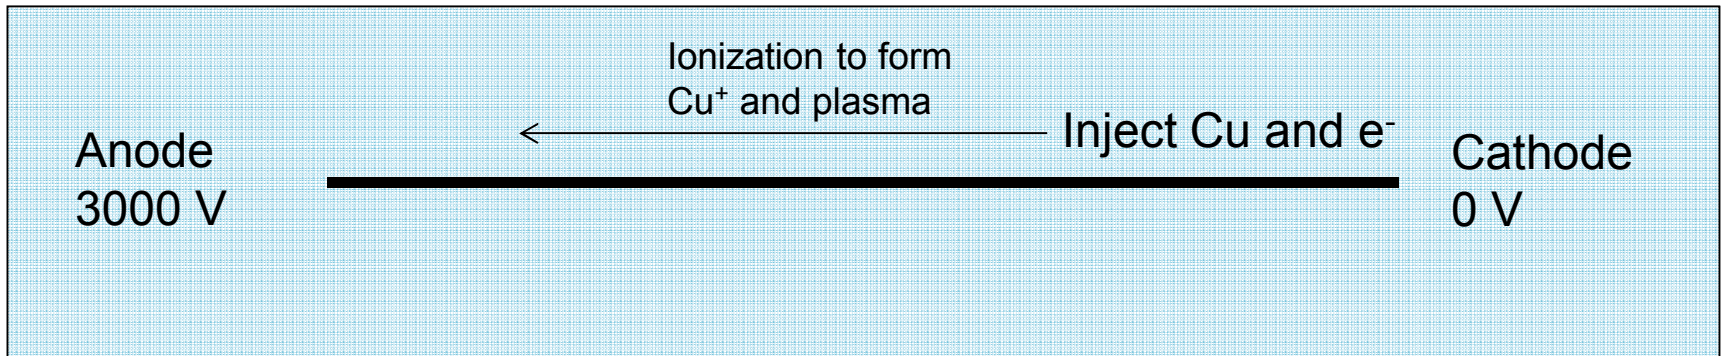 Ionization to form
Cu⁺ and plasma
Anode
3000 V
Inject Cu and e⁻
Cathode
0 V